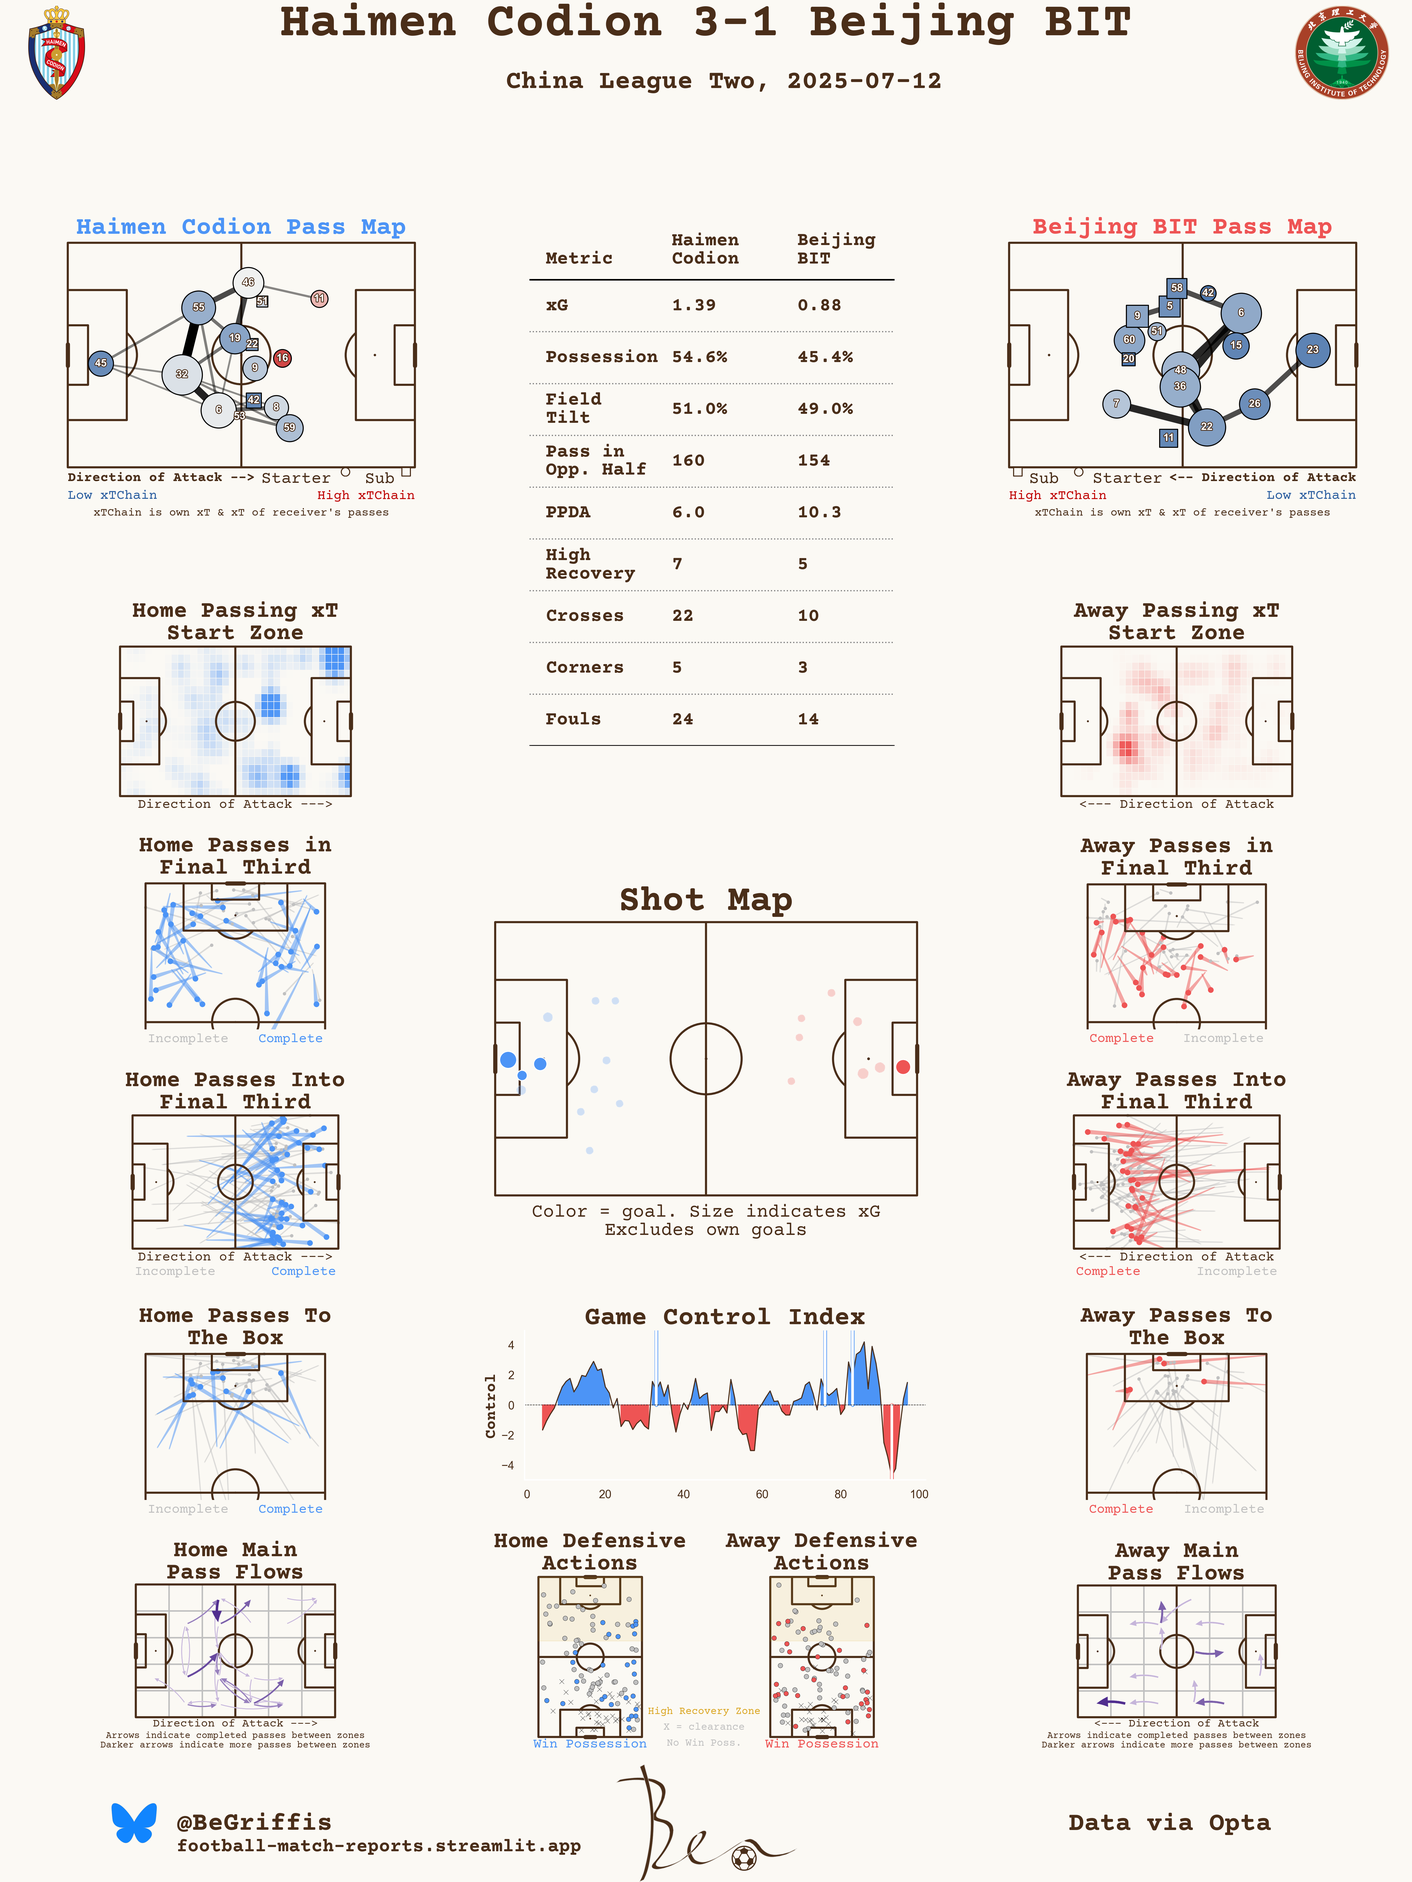 Haimen Codion 3-1 Beijing BIT
China League Two, 2025-07-12
HAIMEN
CODION
北京理工大学
1940
BEIJING INSTITUTE OF TECHNOLOGY
Haimen Codion Pass Map
46
51
11
55
19
22
16
45
32
9
42
6
53
8
59
Direction of Attack --> Starter Sub
Low xTChain High xTChain
xTChain is own xT & xT of receiver's passes
Metric Haimen Codion Beijing BIT
xG 1.39 0.88
Possession 54.6% 45.4%
Field Tilt 51.0% 49.0%
Pass in Opp. Half 160 154
PPDA 6.0 10.3
High Recovery 7 5
Crosses 22 10
Corners 5 3
Fouls 24 14
Beijing BIT Pass Map
58
42
5
9
6
51
60
15
20
23
48
36
7
26
22
11
Sub Starter <-- Direction of Attack
High xTChain Low xTChain
xTChain is own xT & xT of receiver's passes
Home Passing xT
Start Zone
Direction of Attack --->
Away Passing xT
Start Zone
<--- Direction of Attack
Home Passes in
Final Third
Incomplete Complete
Away Passes in
Final Third
Complete Incomplete
Shot Map
Color = goal. Size indicates xG
Excludes own goals
Home Passes Into
Final Third
Direction of Attack --->
Incomplete Complete
Away Passes Into
Final Third
<--- Direction of Attack
Complete Incomplete
Home Passes To
The Box
Incomplete Complete
Game Control Index
Control
4
2
0
−2
−4
0 20 40 60 80 100
Away Passes To
The Box
Complete Incomplete
Home Main
Pass Flows
Direction of Attack --->
Arrows indicate completed passes between zones
Darker arrows indicate more passes between zones
Home Defensive
Actions
Win Possession
High Recovery Zone
X = clearance
No Win Poss.
Away Defensive
Actions
Win Possession
Away Main
Pass Flows
<--- Direction of Attack
Arrows indicate completed passes between zones
Darker arrows indicate more passes between zones
@BeGriffis
football-match-reports.streamlit.app
Ben
Data via Opta